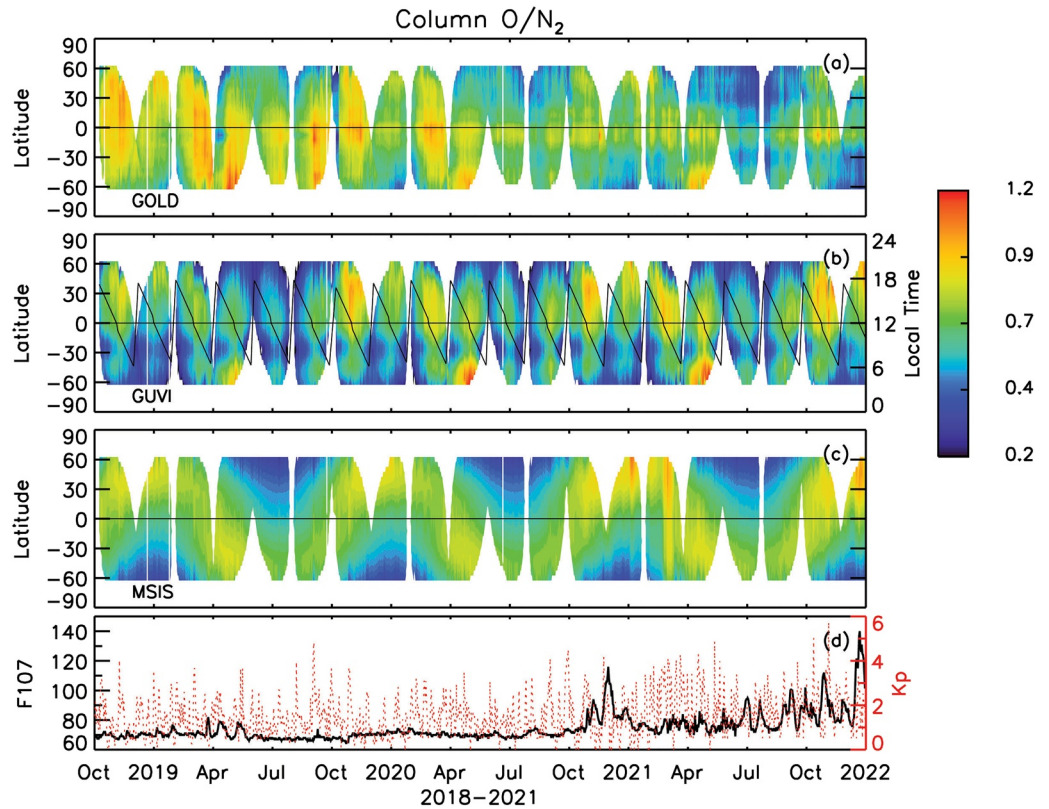 Column O/N₂
90
60
30
0
−30
−60
−90
Latitude
(a)
GOLD
90
60
30
0
−30
−60
−90
Latitude
(b)
GUVI
24
18
12
6
0
Local Time
90
60
30
0
−30
−60
−90
Latitude
(c)
MSIS
1.2
0.9
0.7
0.4
0.2
140
120
100
80
60
F107
(d)
6
4
2
0
Kp
Oct 2019 Apr Jul Oct 2020 Apr Jul Oct 2021 Apr Jul Oct 2022
2018−2021